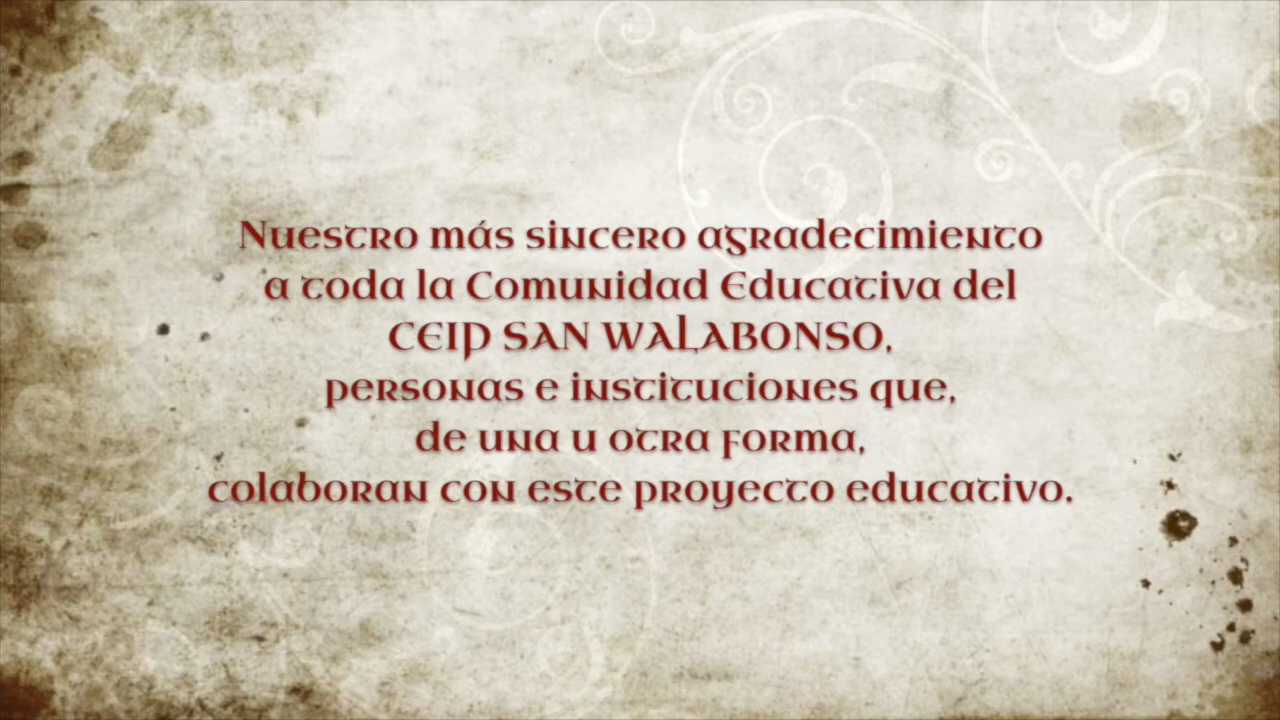 Nuestro más sincero agradecimiento
a toda la Comunidad Educativa del
CEIP SAN WALABONSO,
personas e instituciones que,
de una u otra forma,
colaboran con este proyecto educativo.